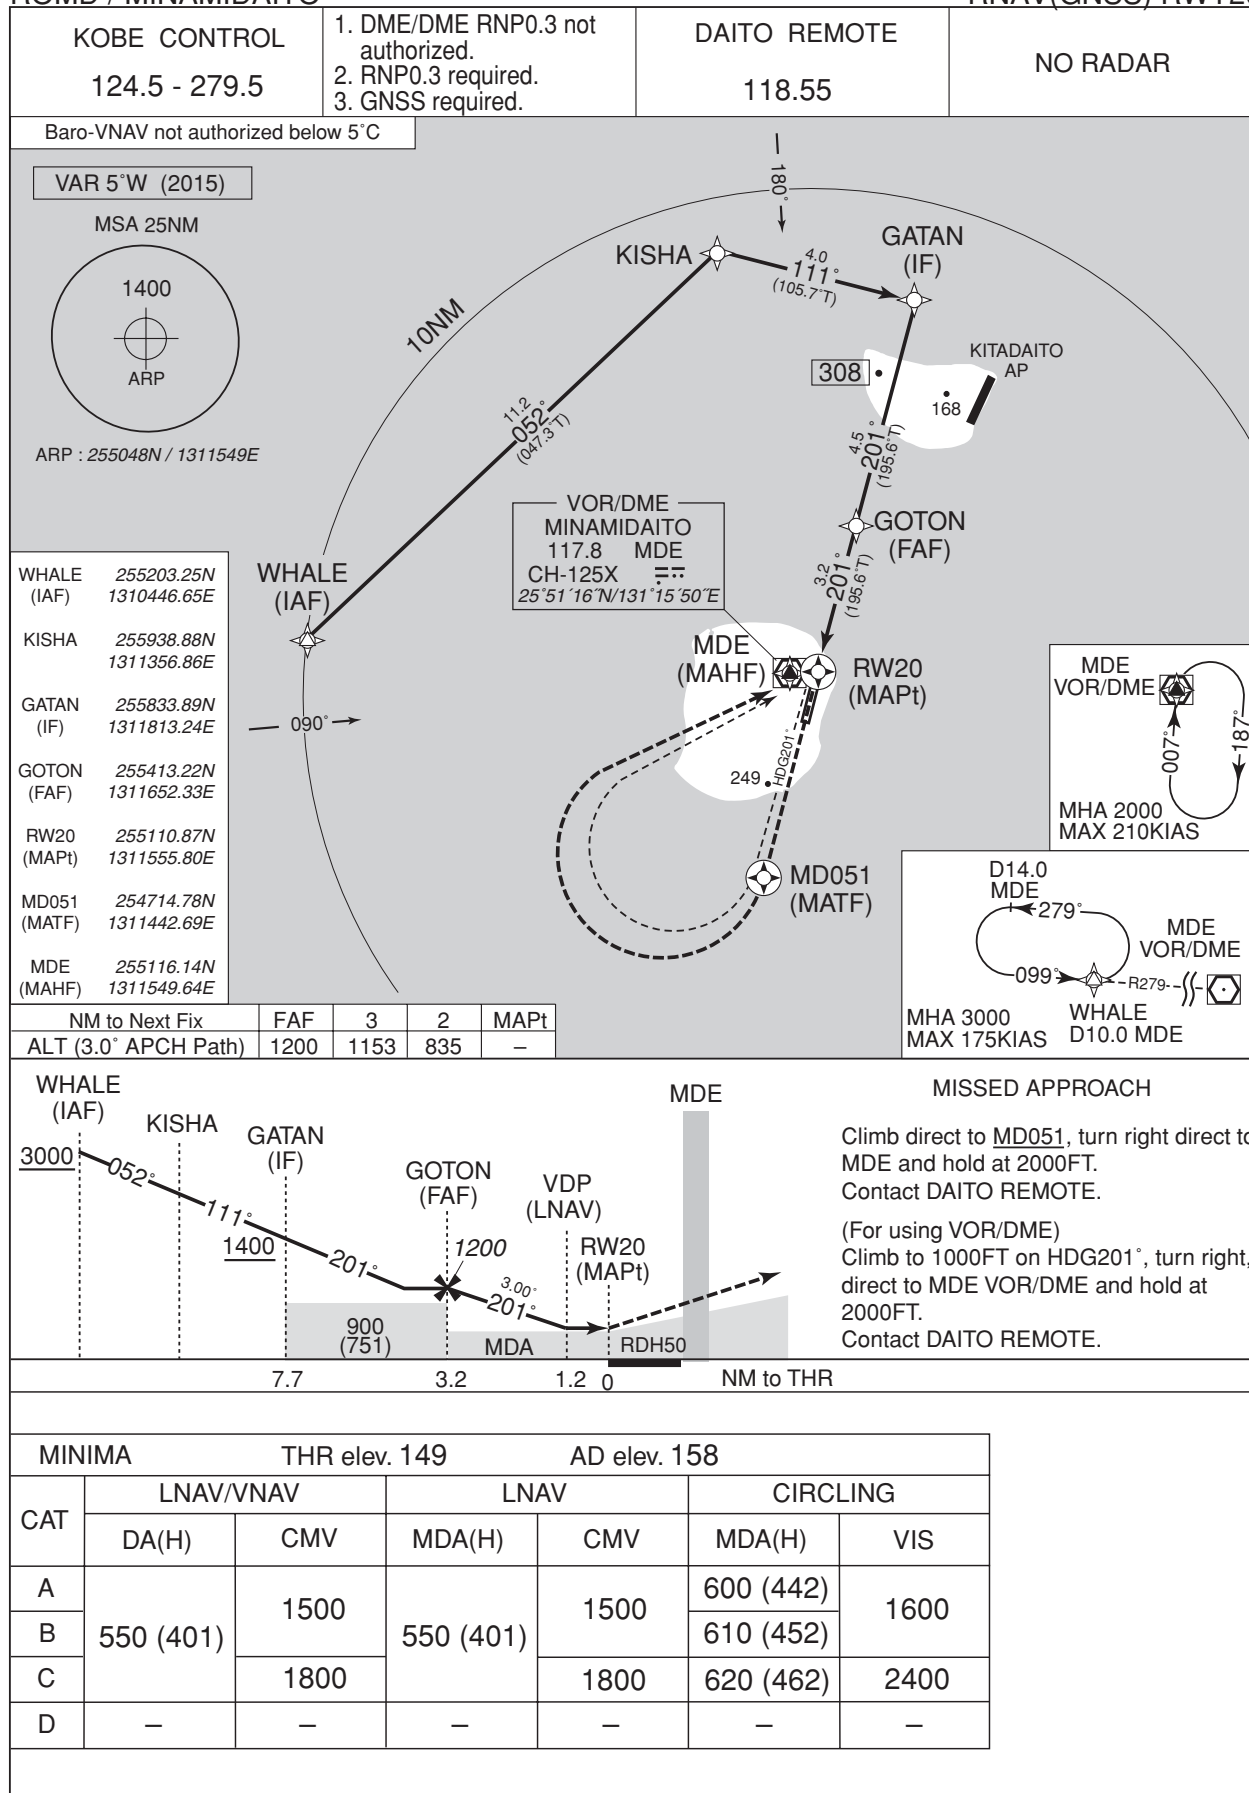 KOBE CONTROL
124.5 - 279.5
1. DME/DME RNP0.3 not
authorized.
2. RNP0.3 required.
3. GNSS required.
DAITO REMOTE
118.55
NO RADAR
Baro-VNAV not authorized below 5°C
VAR 5°W (2015)
MSA 25NM
1400
ARP
ARP : 255048N / 1311549E
10NM
180°
KISHA
4.0
111°
(105.7°T)
GATAN
(IF)
KITADAITO
AP
308
168
11.2
052°
(047.3°T)
4.5
201°
(195.6°T)
GOTON
(FAF)
3.2
201°
(195.6°T)
VOR/DME
MINAMIDAITO
117.8 MDE
CH-125X
25°51´16˝N/131°15´50˝E
WHALE
(IAF)
090°
MDE
(MAHF)
RW20
(MAPt)
HDG201°
249
MD051
(MATF)
WHALE 255203.25N
(IAF) 1310446.65E
KISHA 255938.88N
1311356.86E
GATAN 255833.89N
(IF) 1311813.24E
GOTON 255413.22N
(FAF) 1311652.33E
RW20 255110.87N
(MAPt) 1311555.80E
MD051 254714.78N
(MATF) 1311442.69E
MDE 255116.14N
(MAHF) 1311549.64E
MDE
VOR/DME
007°
187°
MHA 2000
MAX 210KIAS
D14.0
MDE
279°
MDE
VOR/DME
099°
R279
WHALE
D10.0 MDE
MHA 3000
MAX 175KIAS
NM to Next Fix FAF 3 2 MAPt
ALT (3.0° APCH Path) 1200 1153 835 –
WHALE
(IAF)
KISHA
GATAN
(IF)
GOTON
(FAF)
VDP
(LNAV)
RW20
(MAPt)
MDE
3000
052°
111°
1400
201°
1200
3.00°
201°
900
(751)
MDA
RDH50
7.7 3.2 1.2 0 NM to THR
MISSED APPROACH
Climb direct to MD051, turn right direct to
MDE and hold at 2000FT.
Contact DAITO REMOTE.
(For using VOR/DME)
Climb to 1000FT on HDG201°, turn right,
direct to MDE VOR/DME and hold at
2000FT.
Contact DAITO REMOTE.
MINIMA THR elev. 149 AD elev. 158
CAT LNAV/VNAV LNAV CIRCLING
DA(H) CMV MDA(H) CMV MDA(H) VIS
A 550 (401) 1500 550 (401) 1500 600 (442) 1600
B 610 (452)
C 1800 1800 620 (462) 2400
D – – – – – –